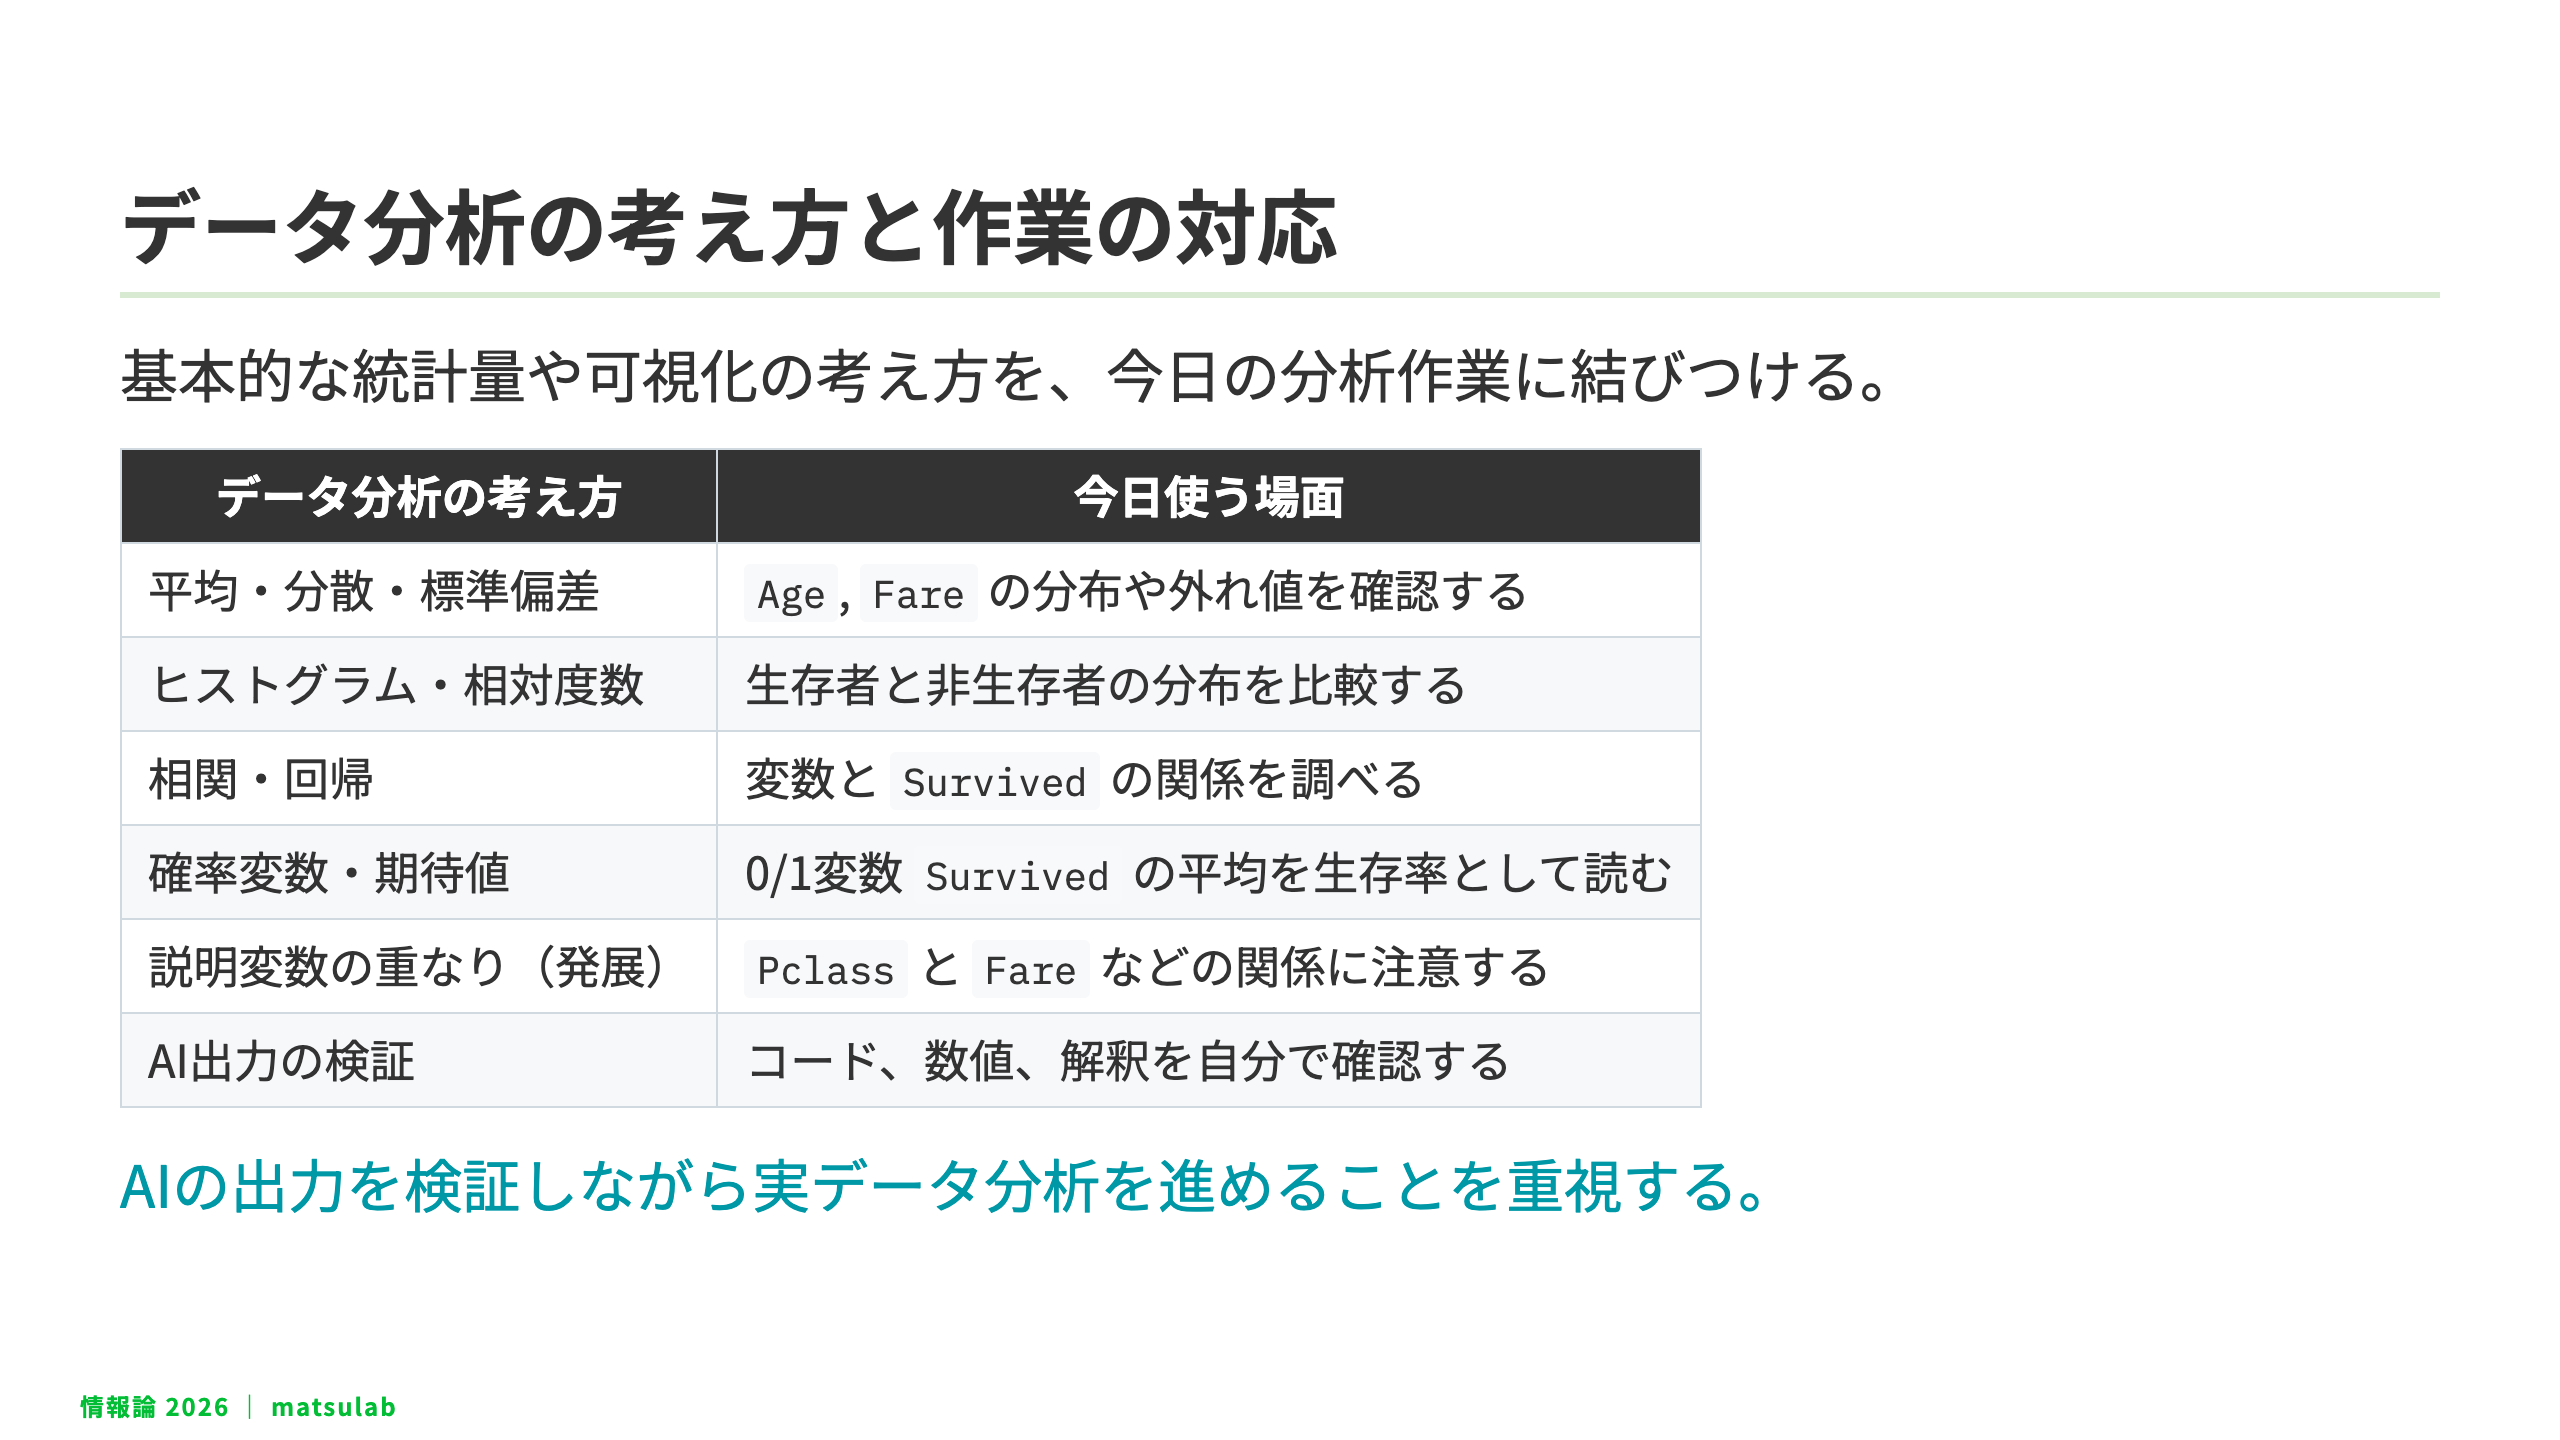 データ分析の考え方と作業の対応
基本的な統計量や可視化の考え方を、今日の分析作業に結びつける。
データ分析の考え方 今日使う場面
平均・分散・標準偏差 Age, Fare の分布や外れ値を確認する
ヒストグラム・相対度数 生存者と非生存者の分布を比較する
相関・回帰 変数と Survived の関係を調べる
確率変数・期待値 0/1変数 Survived の平均を生存率として読む
説明変数の重なり（発展） Pclass と Fare などの関係に注意する
AI出力の検証 コード、数値、解釈を自分で確認する
AIの出力を検証しながら実データ分析を進めることを重視する。
情報論 2026 ｜ matsulab